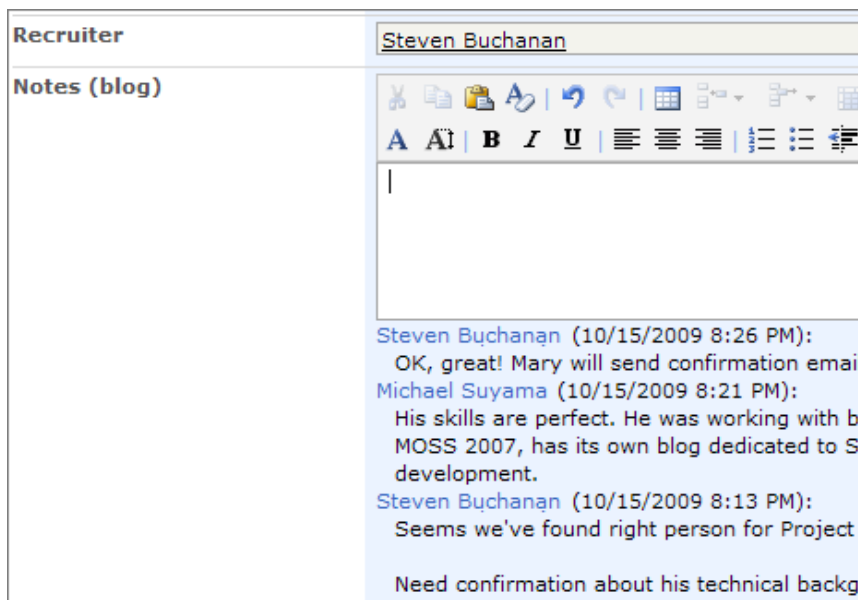 Recruiter
Steven Buchanan
Notes (blog)
Steven Buchanan (10/15/2009 8:26 PM):
OK, great! Mary will send confirmation emai
Michael Suyama (10/15/2009 8:21 PM):
His skills are perfect. He was working with b
MOSS 2007, has its own blog dedicated to S
development.
Steven Buchanan (10/15/2009 8:13 PM):
Seems we've found right person for Project
Need confirmation about his technical backg